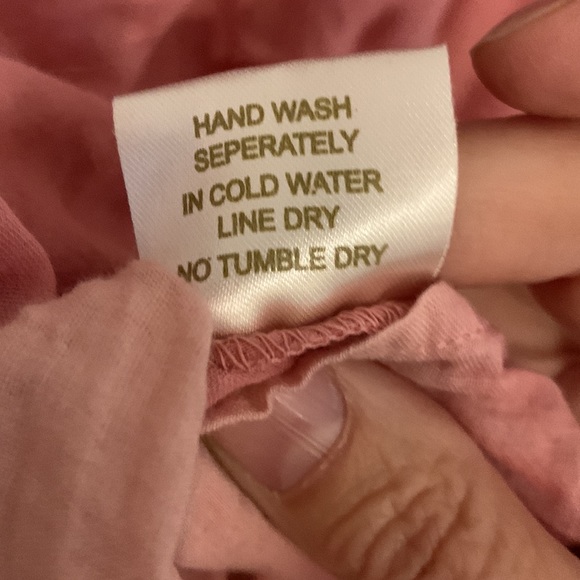 HAND WASH
SEPERATELY
IN COLD WATER
LINE DRY
NO TUMBLE DRY